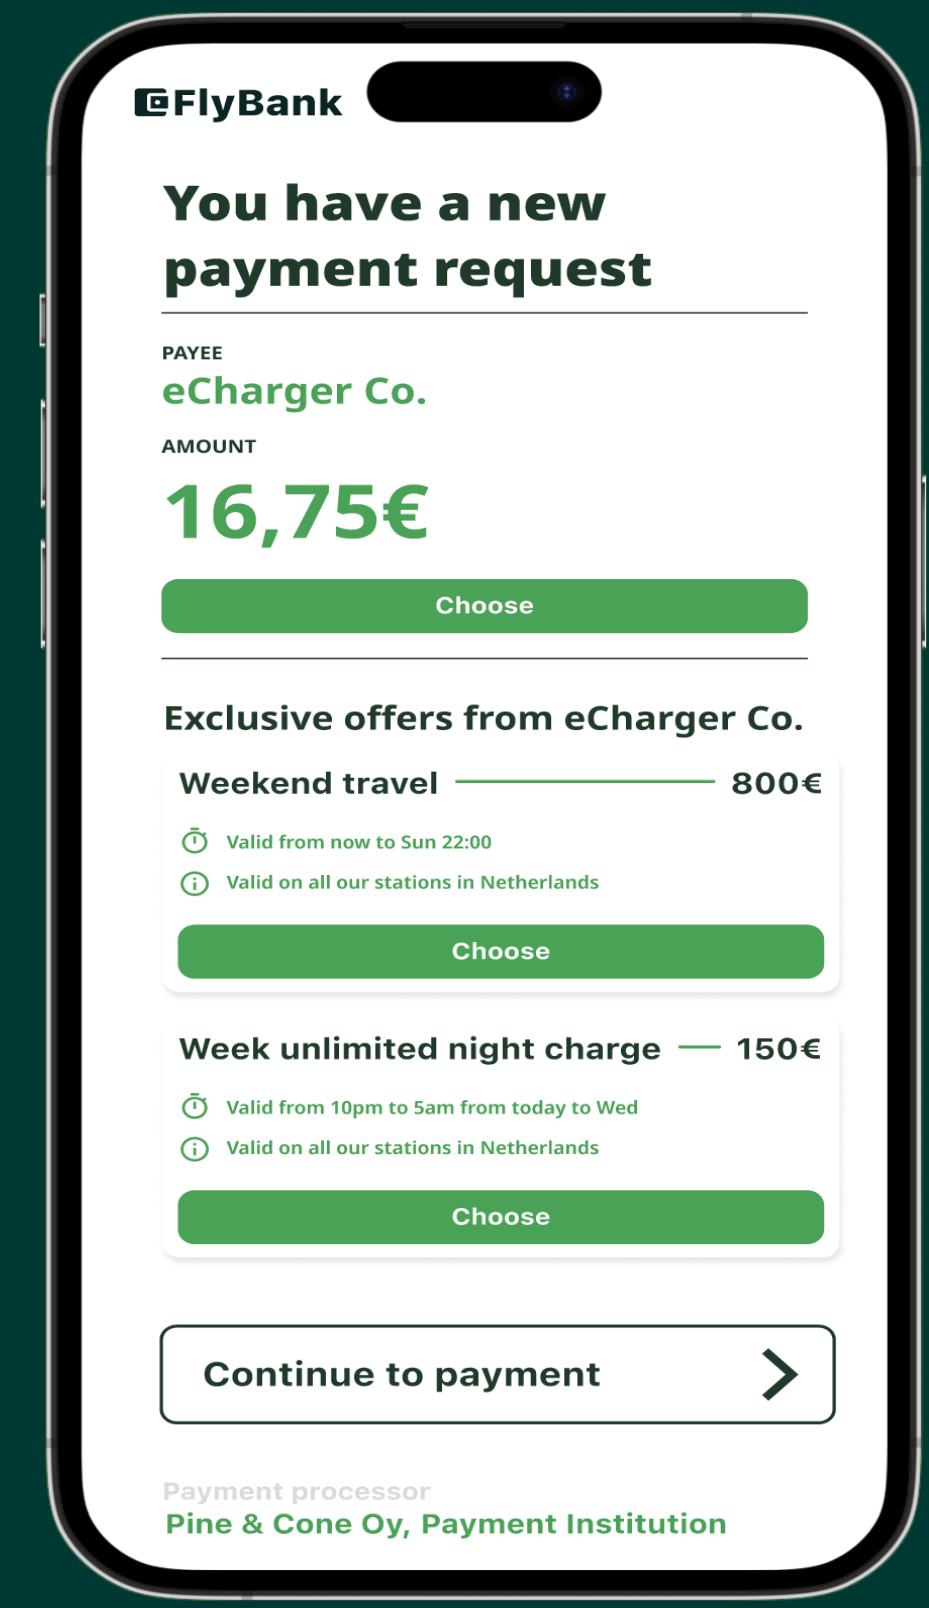 FlyBank
You have a new
payment request
PAYEE
eCharger Co.
AMOUNT
16,75€
Choose
Exclusive offers from eCharger Co.
Weekend travel 800€
Valid from now to Sun 22:00
Valid on all our stations in Netherlands
Choose
Week unlimited night charge 150€
Valid from 10pm to 5am from today to Wed
Valid on all our stations in Netherlands
Choose
Continue to payment
Payment processor
Pine & Cone Oy, Payment Institution